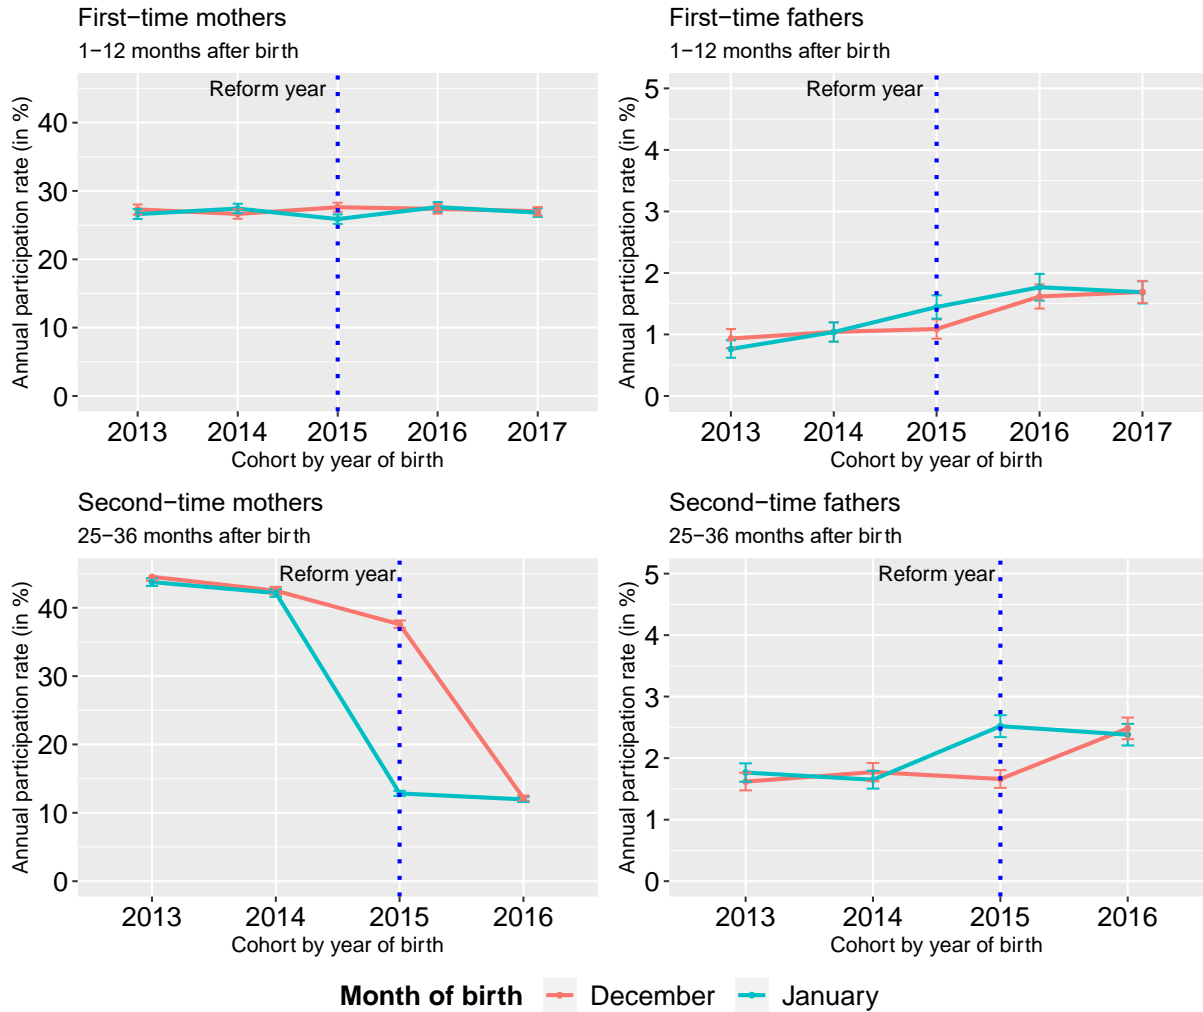 First−time mothers
1−12 months after birth
Reform year
Annual participation rate (in %)
40
30
20
10
0
2013 2014 2015 2016 2017
Cohort by year of birth
First−time fathers
1−12 months after birth
Reform year
Annual participation rate (in %)
5
4
3
2
1
0
2013 2014 2015 2016 2017
Cohort by year of birth
Second−time mothers
25−36 months after birth
Reform year
Annual participation rate (in %)
40
30
20
10
0
2013 2014 2015 2016
Cohort by year of birth
Second−time fathers
25−36 months after birth
Reform year
Annual participation rate (in %)
5
4
3
2
1
0
2013 2014 2015 2016
Cohort by year of birth
Month of birth December January